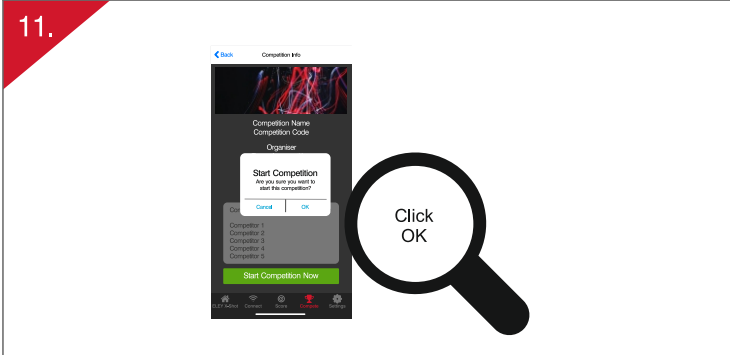 11.
Back
Competition Info
Competition Name
Competition Code
Organiser
Start Competition
Are you sure you want to
start this competition?
Cancel
OK
Competitor 1
Competitor 2
Competitor 3
Competitor 4
Competitor 5
Start Competition Now
Connect
Score
Compete
Settings
Click
OK